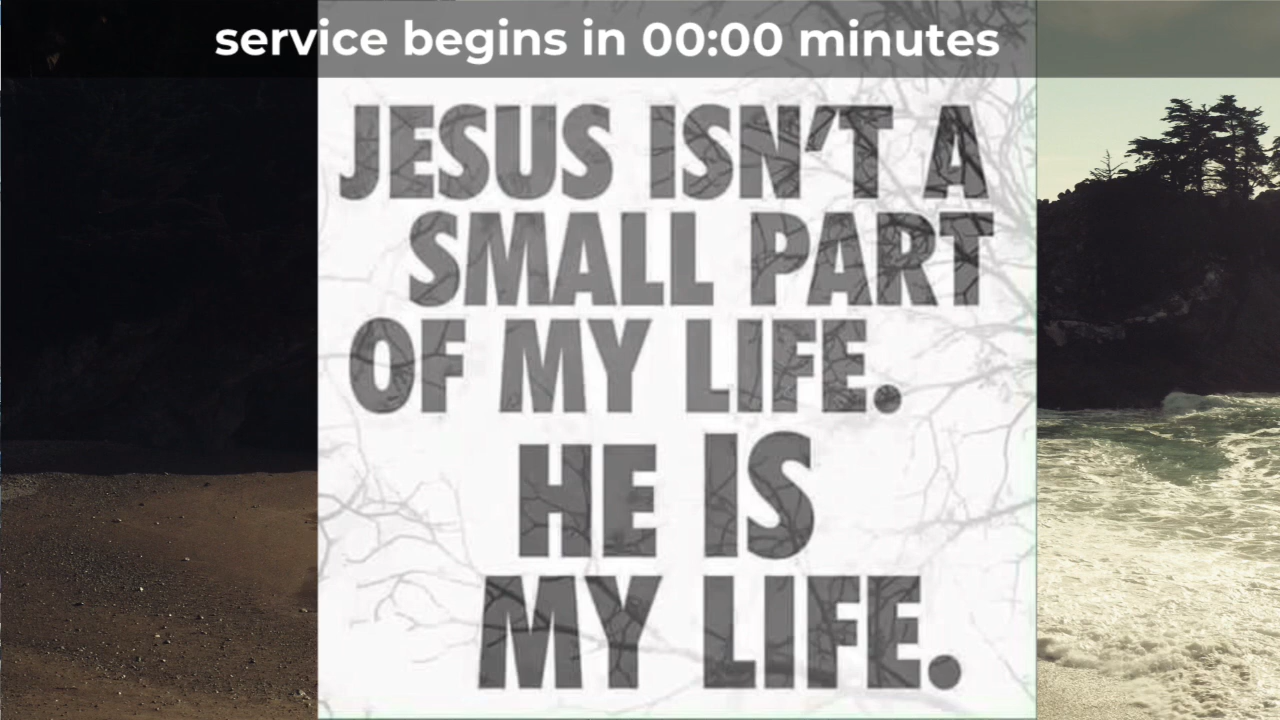 service begins in 00:00 minutes
JESUS ISN'T A
SMALL PART
OF MY LIFE.
HE IS
MY LIFE.